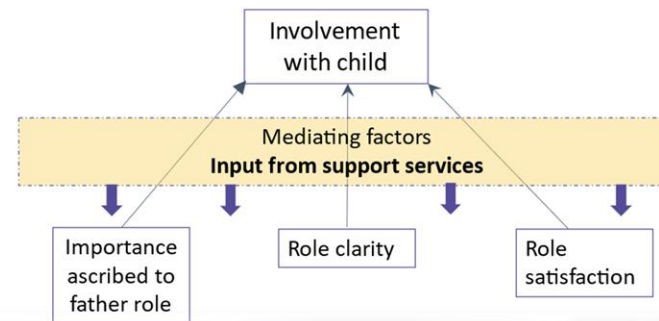 Involvement
with child
Mediating factors
Input from support services
Importance
ascribed to
father role
Role clarity
Role
satisfaction